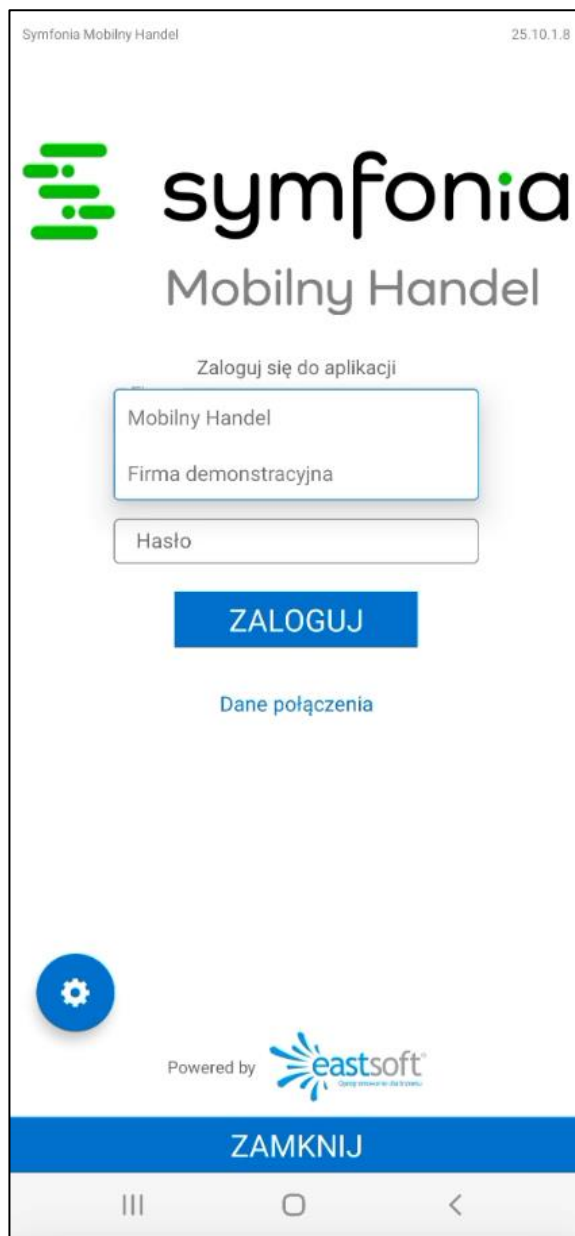 Symfonia Mobilny Handel 25.10.1.8
symfonia
Mobilny Handel
Zaloguj się do aplikacji
Mobilny Handel
Firma demonstracyjna
Hasło
ZALOGUJ
Dane połączenia
Powered by eastsoft
ZAMKNIJ